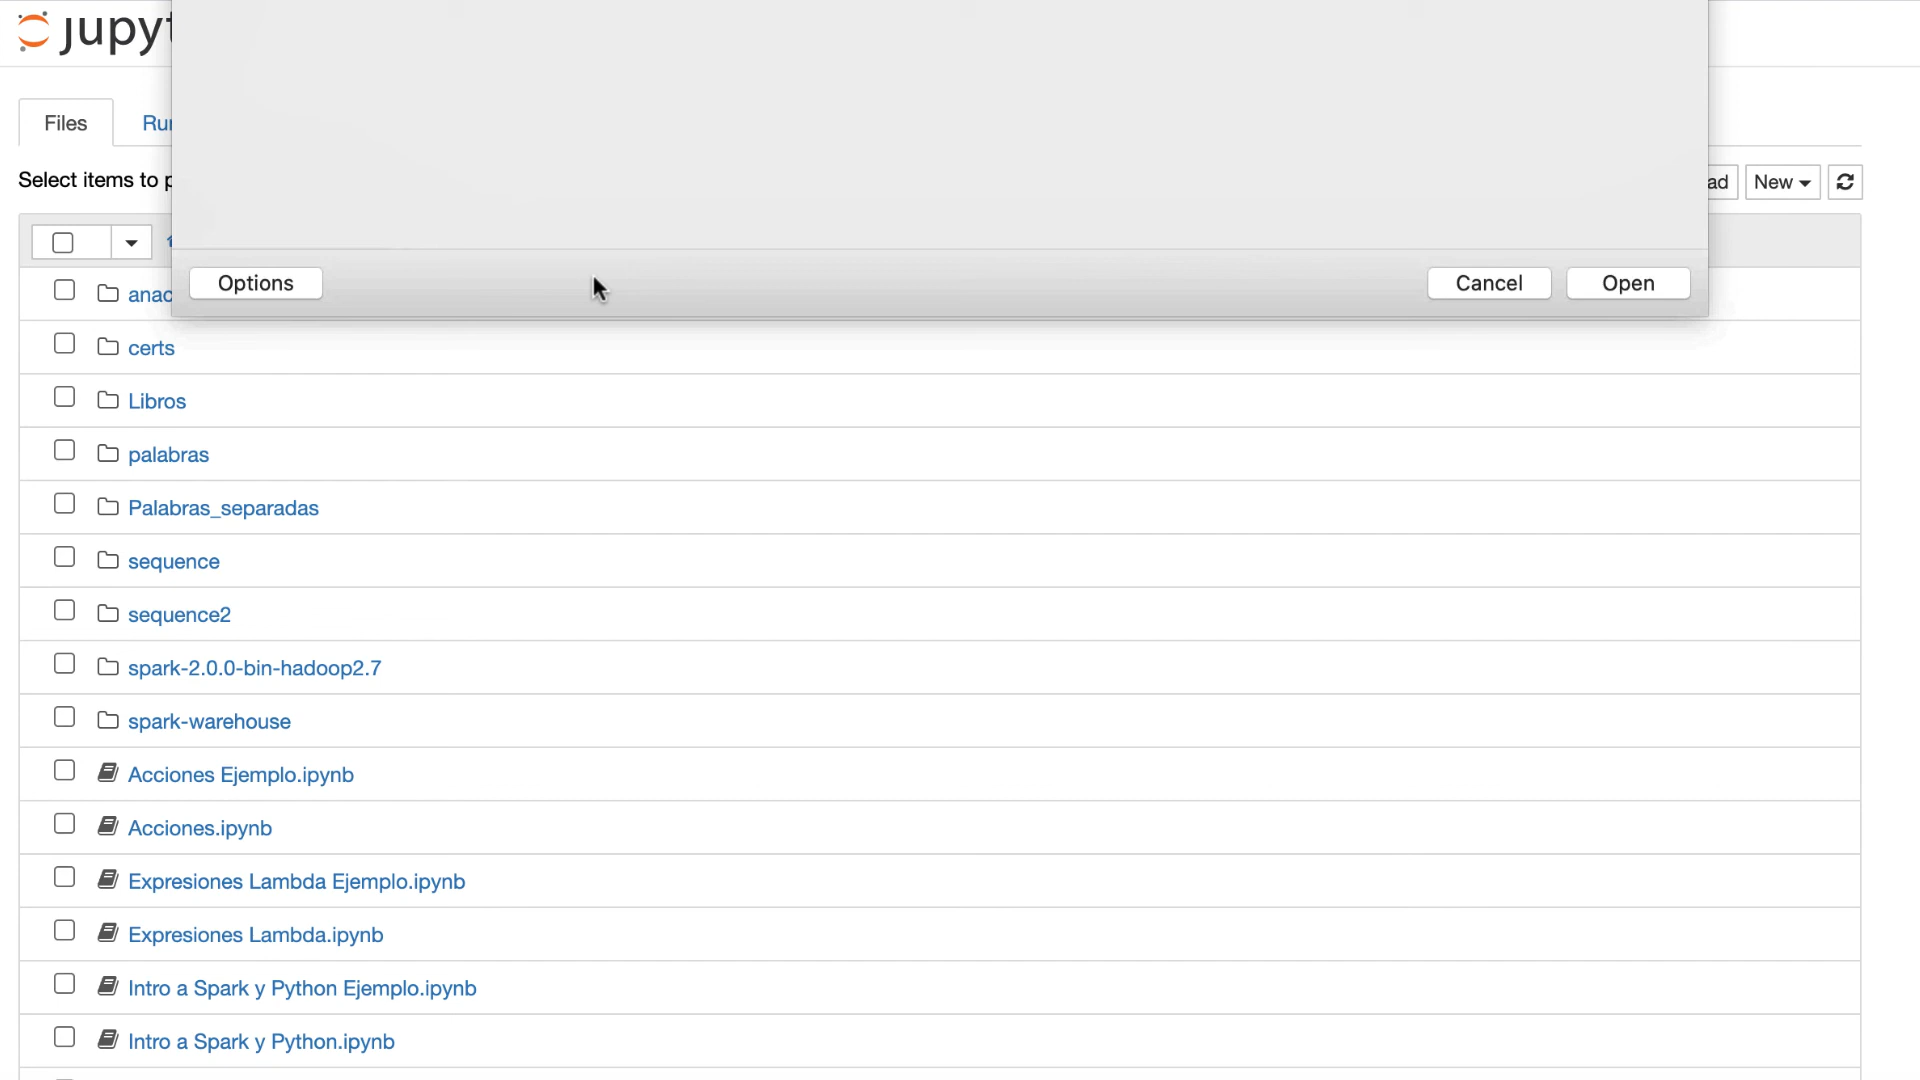 jupyt
Files
Run
Select items to p
ad
New
Options
Cancel
Open
anac
certs
Libros
palabras
Palabras_separadas
sequence
sequence2
spark-2.0.0-bin-hadoop2.7
spark-warehouse
Acciones Ejemplo.ipynb
Acciones.ipynb
Expresiones Lambda Ejemplo.ipynb
Expresiones Lambda.ipynb
Intro a Spark y Python Ejemplo.ipynb
Intro a Spark y Python.ipynb